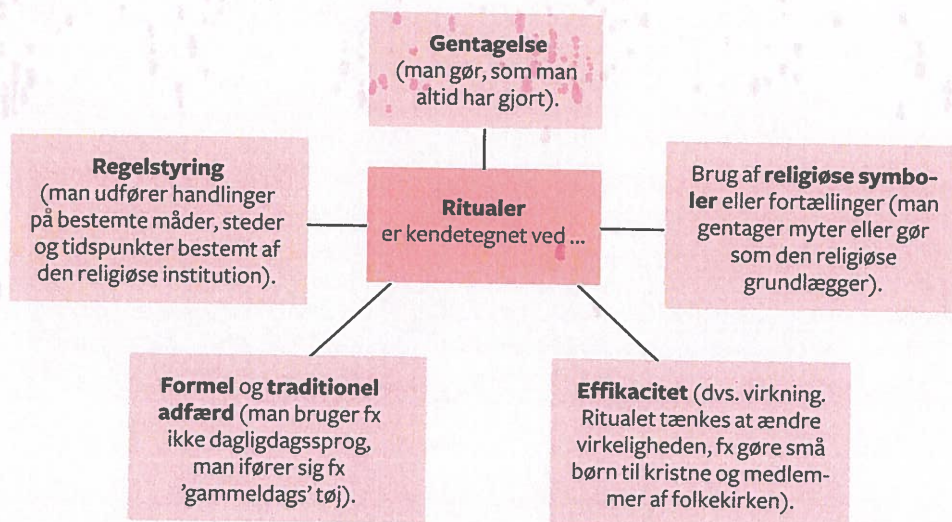 Gentagelse
(man gør, som man
altid har gjort).
Regelstyring
(man udfører handlinger
på bestemte måder, steder
og tidspunkter bestemt af
den religiøse institution).
Ritualer
er kendetegnet ved ...
Brug af religiøse symbo-
ler eller fortællinger (man
gentager myter eller gør
som den religiøse
grundlægger).
Formel og traditionel
adfærd (man bruger fx
ikke dagligdagssprog,
man ifører sig fx
'gammeldags' tøj).
Effikacitet (dvs. virkning.
Ritualet tænkes at ændre
virkeligheden, fx gøre små
børn til kristne og medlem-
mer af folkekirken).